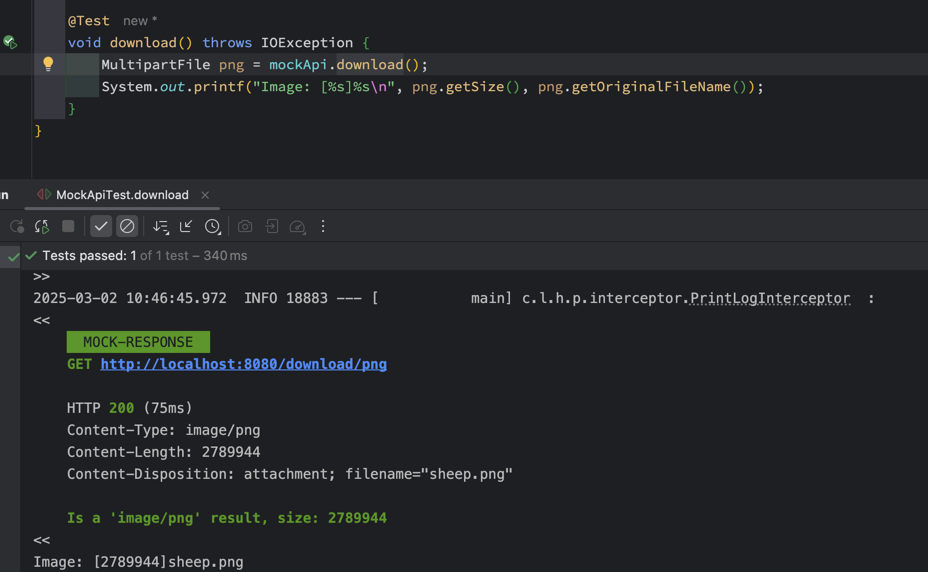 @Test new *
void download() throws IOException {
MultipartFile png = mockApi.download();
System.out.printf("Image: [%s]%s\n", png.getSize(), png.getOriginalFileName());
}
}
n MockApiTest.download
Tests passed: 1 of 1 test – 340 ms
>>
2025-03-02 10:46:45.972  INFO 18883 --- [           main] c.l.h.p.interceptor.PrintLogInterceptor  :
<<
MOCK-RESPONSE
GET http://localhost:8080/download/png
HTTP 200 (75ms)
Content-Type: image/png
Content-Length: 2789944
Content-Disposition: attachment; filename="sheep.png"
Is a 'image/png' result, size: 2789944
<<
Image: [2789944]sheep.png